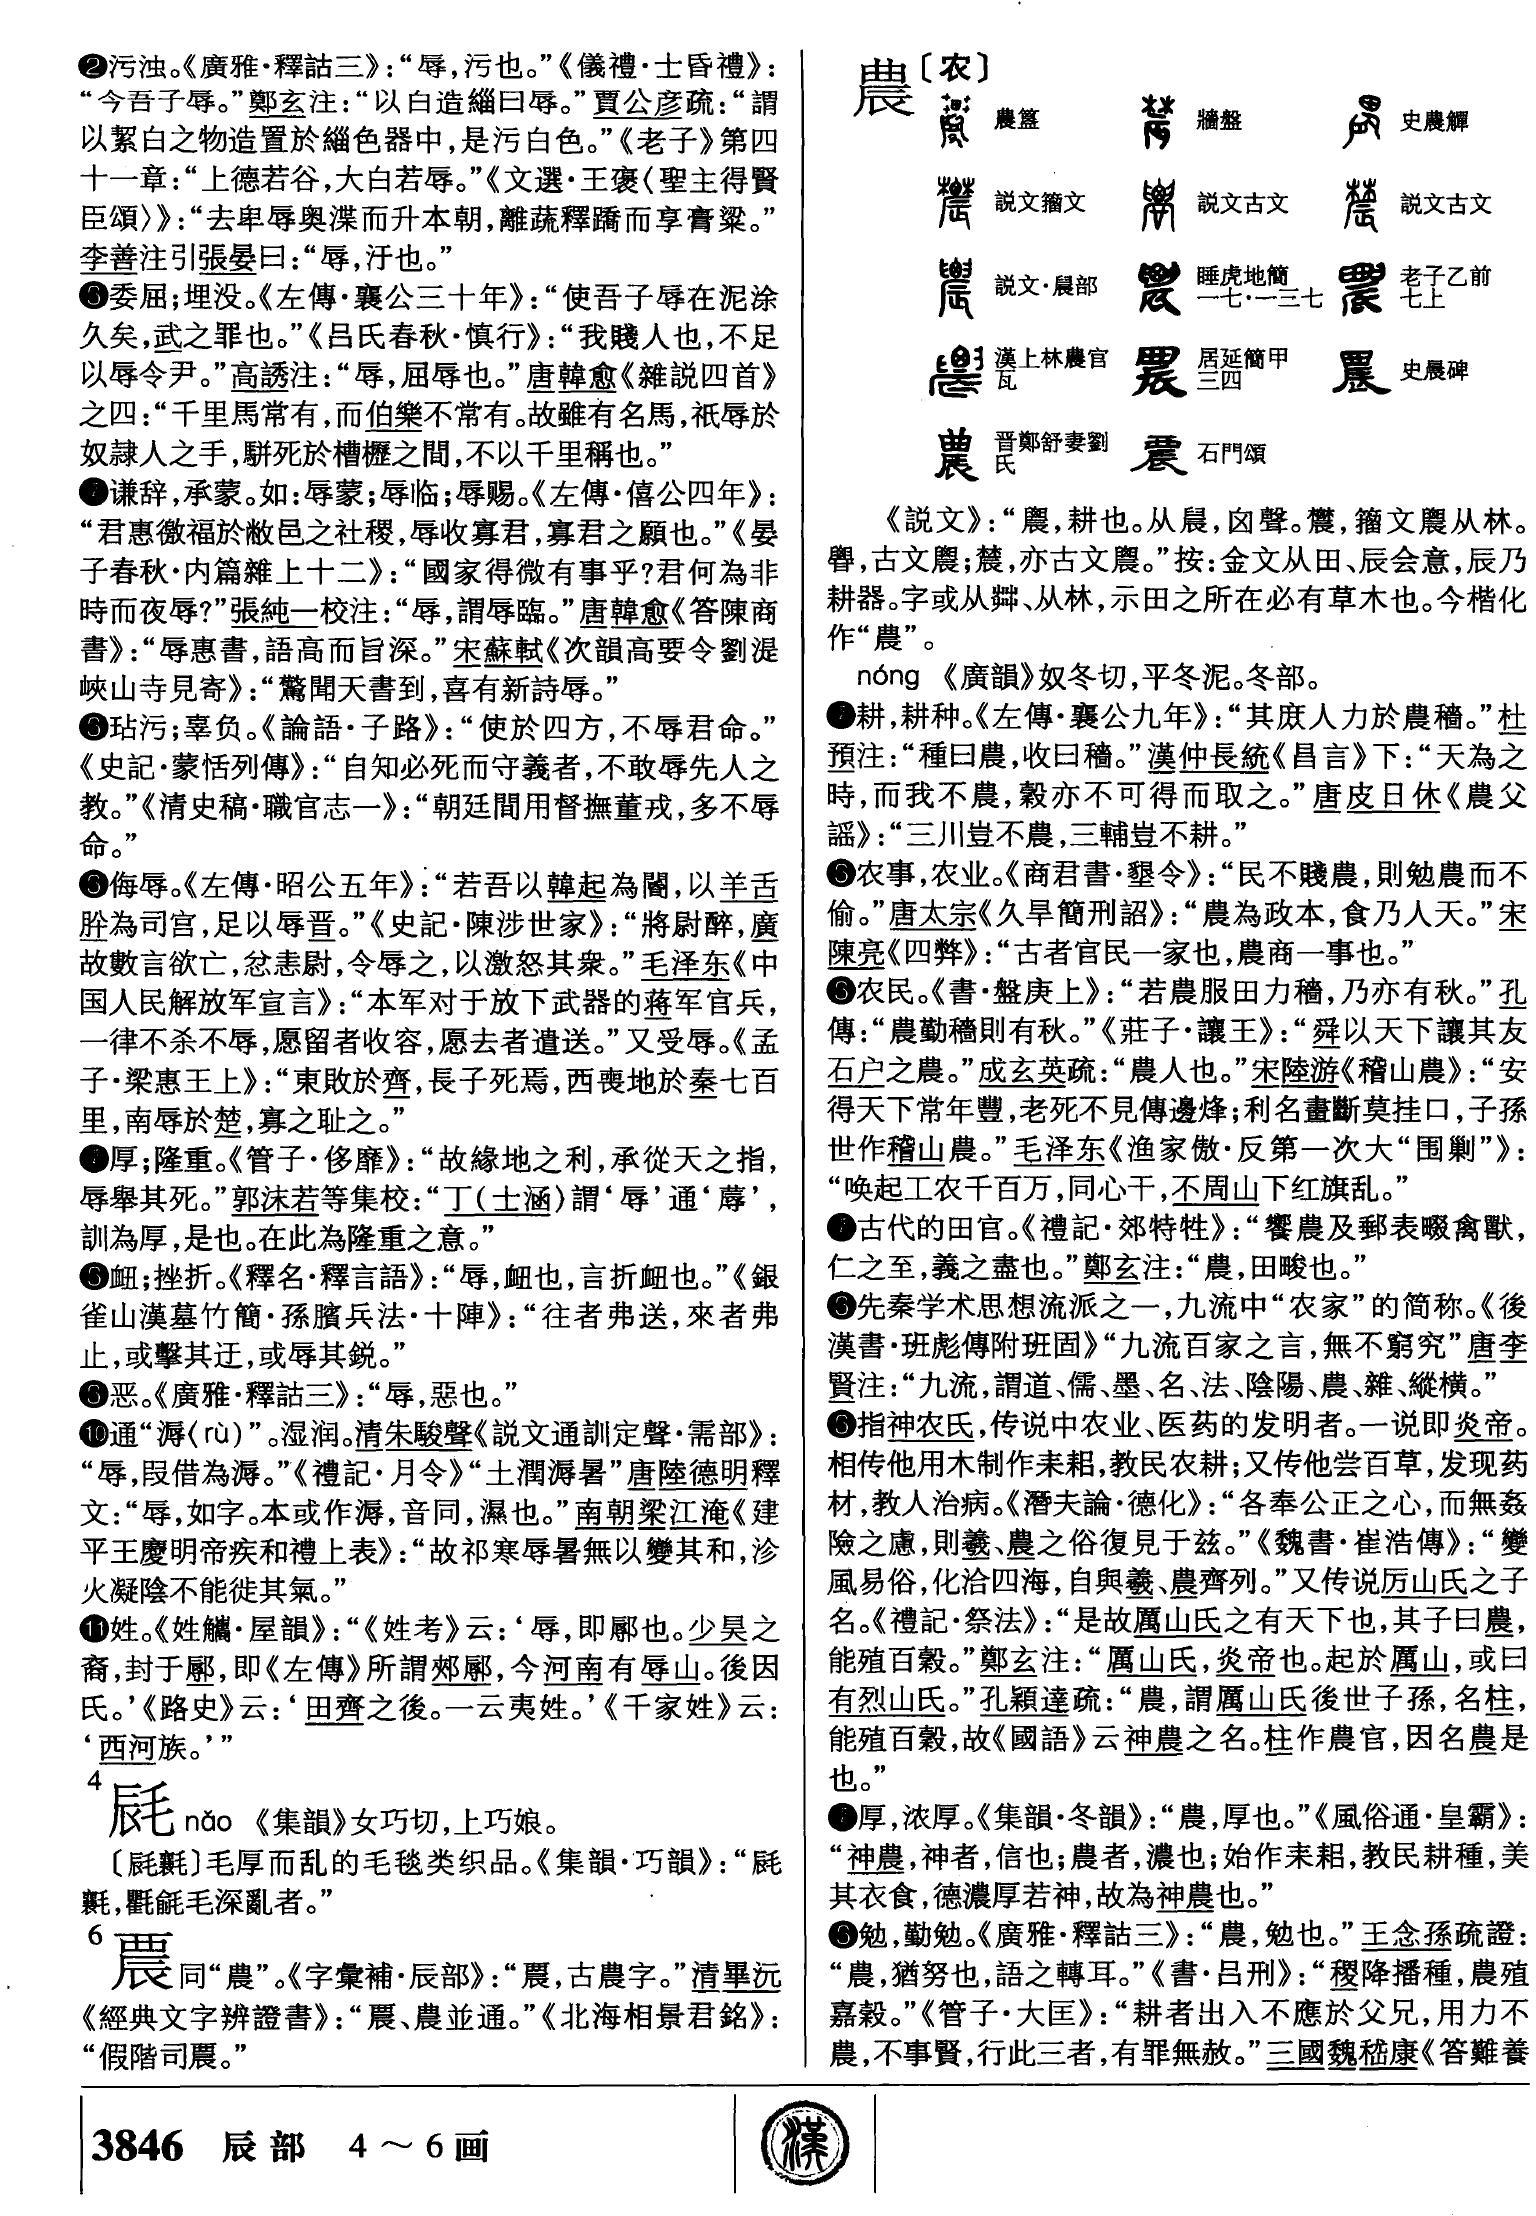 ❷污浊。《廣雅·釋詁三》：“辱，污也。”《儀禮·士昏禮》：
“今吾子辱。”鄭玄注：“以白造緇曰辱。”賈公彦疏：“謂
以絜白之物造置於緇色器中，是污白色。”《老子》第四
十一章：“上德若谷，大白若辱。”《文選·王褒〈聖主得賢
臣頌〉》：“去卑辱奥渫而升本朝，離蔬釋蹻而享膏粱。”
李善注引張晏曰：“辱，汙也。”
❸委屈；埋没。《左傳·襄公三十年》：“使吾子辱在泥涂
久矣，武之罪也。”《吕氏春秋·慎行》：“我賤人也，不足
以辱令尹。”高誘注：“辱，屈辱也。”唐韓愈《雜説四首》
之四：“千里馬常有，而伯樂不常有。故雖有名馬，祇辱於
奴隷人之手，駢死於槽櫪之間，不以千里稱也。”
❹谦辞，承蒙。如：辱蒙；辱临；辱赐。《左傳·僖公四年》：
“君惠徼福於敝邑之社稷，辱收寡君，寡君之願也。”《晏
子春秋·内篇雜上十二》：“國家得微有事乎?君何為非
時而夜辱?”張純一校注：“辱，謂辱臨。”唐韓愈《答陳商
書》：“辱惠書，語高而旨深。”宋蘇軾《次韻高要令劉湜
峽山寺見寄》：“驚聞天書到，喜有新詩辱。”
❺玷污；辜负。《論語·子路》：“使於四方，不辱君命。”
《史記·蒙恬列傳》：“自知必死而守義者，不敢辱先人之
教。”《清史稿·職官志一》：“朝廷間用督撫董戎，多不辱
命。”
❻侮辱。《左傳·昭公五年》：“若吾以韓起為閽，以羊舌
肸為司宫，足以辱晋。”《史記·陳涉世家》：“將尉醉，廣
故數言欲亡，忿恚尉，令辱之，以激怒其衆。”毛泽东《中
国人民解放军宣言》：“本军对于放下武器的蒋军官兵，
一律不杀不辱，愿留者收容，愿去者遣送。”又受辱。《孟
子·梁惠王上》：“東敗於齊，長子死焉，西喪地於秦七百
里，南辱於楚，寡之耻之。”
❼厚；隆重。《管子·侈靡》：“故緣地之利，承從天之指，
辱舉其死。”郭沫若等集校：“丁（士涵）謂‘辱’通‘蓐’，
訓為厚，是也。在此為隆重之意。”
❽衄；挫折。《釋名·釋言語》：“辱，衄也，言折衄也。”《銀
雀山漢墓竹簡·孫臏兵法·十陣》：“往者弗送，來者弗
止，或擊其迂，或辱其鋭。”
❾恶。《廣雅·釋詁三》：“辱，惡也。”
❿通“溽（rù）”。湿润。清朱駿聲《説文通訓定聲·需部》：
“辱，叚借為溽。”《禮記·月令》“土潤溽暑”唐陸德明釋
文：“辱，如字。本或作溽，音同，濕也。”南朝梁江淹《建
平王慶明帝疾和禮上表》：“故祁寒辱暑無以變其和，沴
火凝陰不能徙其氣。”
⓫姓。《姓觿·屋韻》：“《姓考》云：‘辱，即鄏也。少昊之
裔，封于鄏，即《左傳》所謂郟鄏，今河南有辱山。後因
氏。’《路史》云：‘田齊之後。一云夷姓。’《千家姓》云：
‘西河族。’”
4
nǎo 《集韻》女巧切，上巧娘。
毛厚而乱的毛毯类织品。《集韻·巧韻》：“
毛深亂者。”
6
同“農”。《字彙補·辰部》：“，古農字。”清畢沅
《經典文字辨證書》：“、農並通。”《北海相景君銘》：
“假階司。”
農〔农〕
農簋 牆盤 史農觶
説文籀文 説文古文 説文古文
説文·晨部 睡虎地簡一七·一三七 老子乙前七上
漢上林農官瓦 居延簡甲三四 史晨碑
晋鄭舒妻劉氏 石門頌
《説文》：“，耕也。从晨，囟聲。，籀文从林。
，古文；，亦古文。”按：金文从田、辰会意，辰乃
耕器。字或从茻、从林，示田之所在必有草木也。今楷化
作“農”。
nóng 《廣韻》奴冬切，平冬泥。冬部。
❶耕，耕种。《左傳·襄公九年》：“其庶人力於農穡。”杜
預注：“種曰農，收曰穡。”漢仲長統《昌言》下：“天為之
時，而我不農，穀亦不可得而取之。”唐皮日休《農父
謡》：“三川豈不農，三輔豈不耕。”
❷农事，农业。《商君書·墾令》：“民不賤農，則勉農而不
偷。”唐太宗《久旱簡刑詔》：“農為政本，食乃人天。”宋
陳亮《四弊》：“古者官民一家也，農商一事也。”
❸农民。《書·盤庚上》：“若農服田力穡，乃亦有秋。”孔
傳：“農勤穡則有秋。”《莊子·讓王》：“舜以天下讓其友
石户之農。”成玄英疏：“農人也。”宋陸游《稽山農》：“安
得天下常年豐，老死不見傳邊烽；利名畫斷莫挂口，子孫
世作稽山農。”毛泽东《渔家傲·反第一次大“围剿”》：
“唤起工农千百万，同心干，不周山下红旗乱。”
❹古代的田官。《禮記·郊特牲》：“饗農及郵表畷禽獸，
仁之至，義之盡也。”鄭玄注：“農，田畯也。”
❺先秦学术思想流派之一，九流中“农家”的简称。《後
漢書·班彪傳附班固》“九流百家之言，無不窮究”唐李
賢注：“九流，謂道、儒、墨、名、法、陰陽、農、雜、縱横。”
❻指神农氏，传说中农业、医药的发明者。一说即炎帝。
相传他用木制作耒耜，教民农耕；又传他尝百草，发现药
材，教人治病。《潛夫論·德化》：“各奉公正之心，而無姦
險之慮，則羲、農之俗復見于兹。”《魏書·崔浩傳》：“變
風易俗，化洽四海，自與羲、農齊列。”又传说厉山氏之子
名。《禮記·祭法》：“是故厲山氏之有天下也，其子曰農，
能殖百穀。”鄭玄注：“厲山氏，炎帝也。起於厲山，或曰
有烈山氏。”孔穎達疏：“農，謂厲山氏後世子孫，名柱，
能殖百穀，故《國語》云神農之名。柱作農官，因名農是
也。”
❼厚，浓厚。《集韻·冬韻》：“農，厚也。”《風俗通·皇霸》：
“神農，神者，信也；農者，濃也；始作耒耜，教民耕種，美
其衣食，德濃厚若神，故為神農也。”
❽勉，勤勉。《廣雅·釋詁三》：“農，勉也。”王念孫疏證：
“農，猶努也，語之轉耳。”《書·吕刑》：“稷降播種，農殖
嘉穀。”《管子·大匡》：“耕者出入不應於父兄，用力不
農，不事賢，行此三者，有罪無赦。”三國魏嵇康《答難養
3846 辰部 4～6画
漢